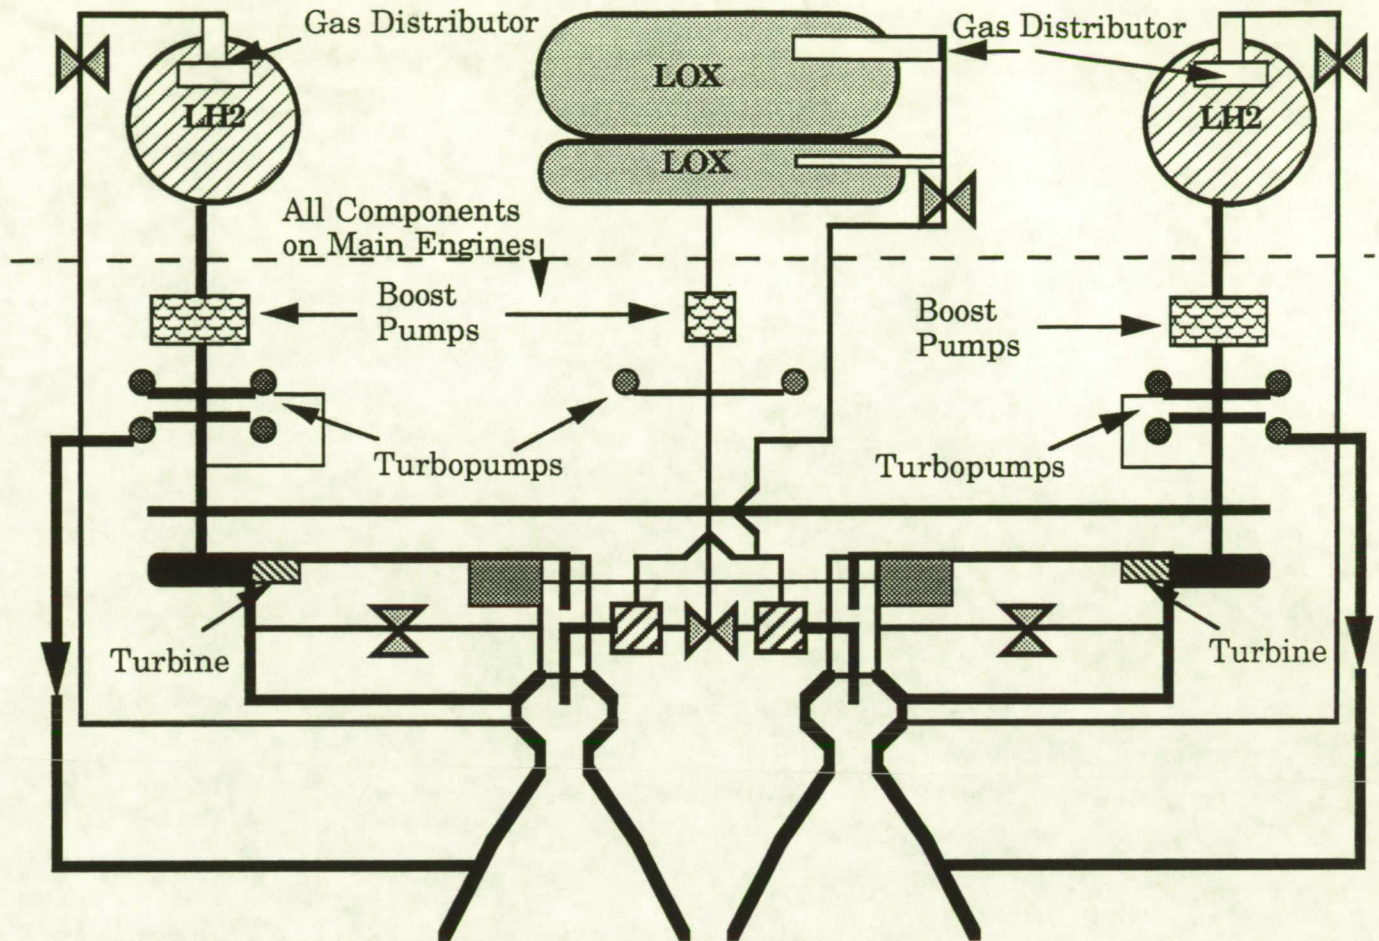 Gas Distributor
Gas Distributor
LOX
LH2
LH2
LOX
All Components
on Main Engines
Boost
Pumps
Boost
Pumps
Turbopumps
Turbopumps
Turbine
Turbine